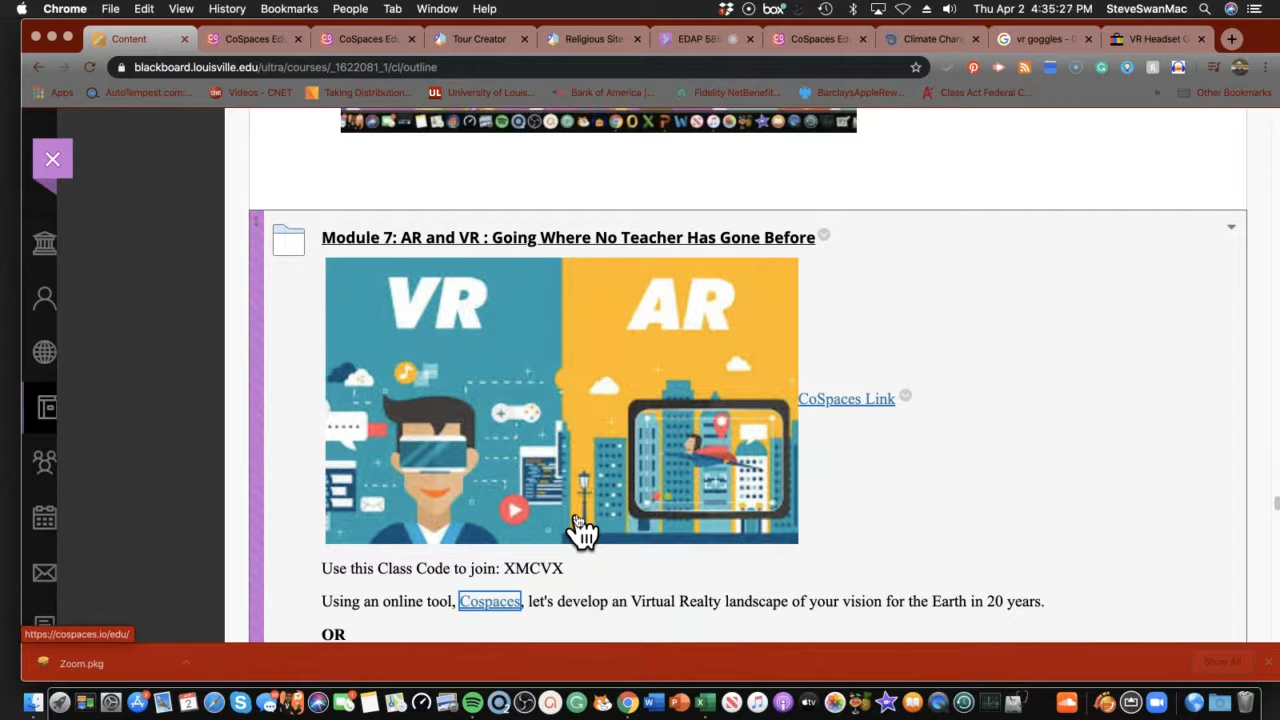 Chrome File Edit View History Bookmarks People Tab Window Help box Thu Apr 2 4:35:27 PM SteveSwanMac
Content CoSpaces Ed CoSpaces Ed Tour Creator Religious Site EDAP 58 CoSpaces Ed Climate Chan vr goggles - VR Headset
blackboard.louisville.edu/ultra/courses/_1622081_1/cl/outline
Apps AutoTempest.com:... Videos - CNET Taking Distribution... UL University of Louis... Bank of America |... Fidelity NetBenefit... BarclaysAppleRew... Class Act Federal C... » Other Bookmarks
Module 7: AR and VR : Going Where No Teacher Has Gone Before
VR AR
CoSpaces Link
Use this Class Code to join: XMCVX
Using an online tool, Cospaces, let's develop an Virtual Realty landscape of your vision for the Earth in 20 years.
OR
https://cospaces.io/edu/
Zoom.pkg Show All